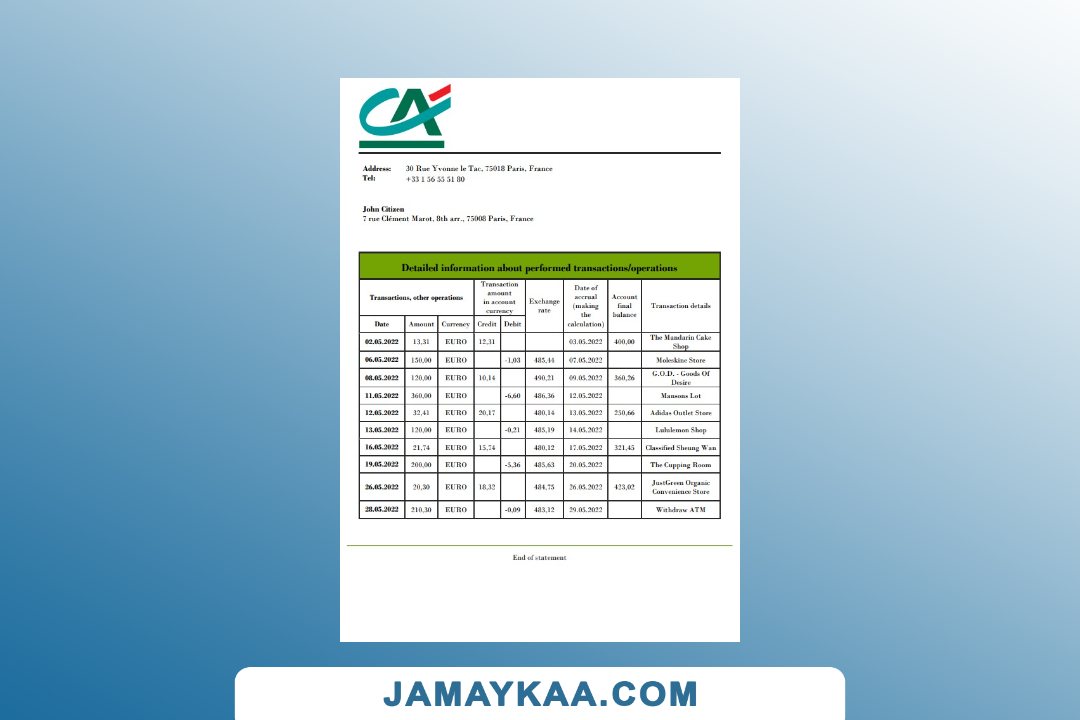 CA
Address: 30 Rue Yvonne le Tac, 75018 Paris, France
Tel: +33 1 56 55 51 80
John Citizen
7 rue Clément Marot, 8th arr., 75008 Paris, France
Detailed information about performed transactions/operations
Transactions, other operations Transaction amount in account currency Exchange rate Date of accrual (making the calculation) Account final balance Transaction details
Date Amount Currency Credit Debit
02.05.2022 13,31 EURO 12,31 03.05.2022 400,00 The Mandarin Cake Shop
06.05.2022 150,00 EURO -1,03 485,44 07.05.2022 Moleskine Store
08.05.2022 120,00 EURO 10,14 490,21 09.05.2022 360,26 G.O.D. - Goods Of Desire
11.05.2022 360,00 EURO -6,60 486,36 12.05.2022 Mansons Lot
12.05.2022 32,41 EURO 20,17 480,14 13.05.2022 250,66 Adidas Outlet Store
13.05.2022 120,00 EURO -0,21 485,19 14.05.2022 Lululemon Shop
16.05.2022 21,74 EURO 15,74 480,12 17.05.2022 321,45 Classified Sheung Wan
19.05.2022 200,00 EURO -5,36 485,63 20.05.2022 The Cupping Room
26.05.2022 20,30 EURO 18,32 484,75 26.05.2022 423,02 JustGreen Organic Convenience Store
28.05.2022 210,30 EURO -0,09 483,12 29.05.2022 Withdraw ATM
End of statement
JAMAYKAA.COM